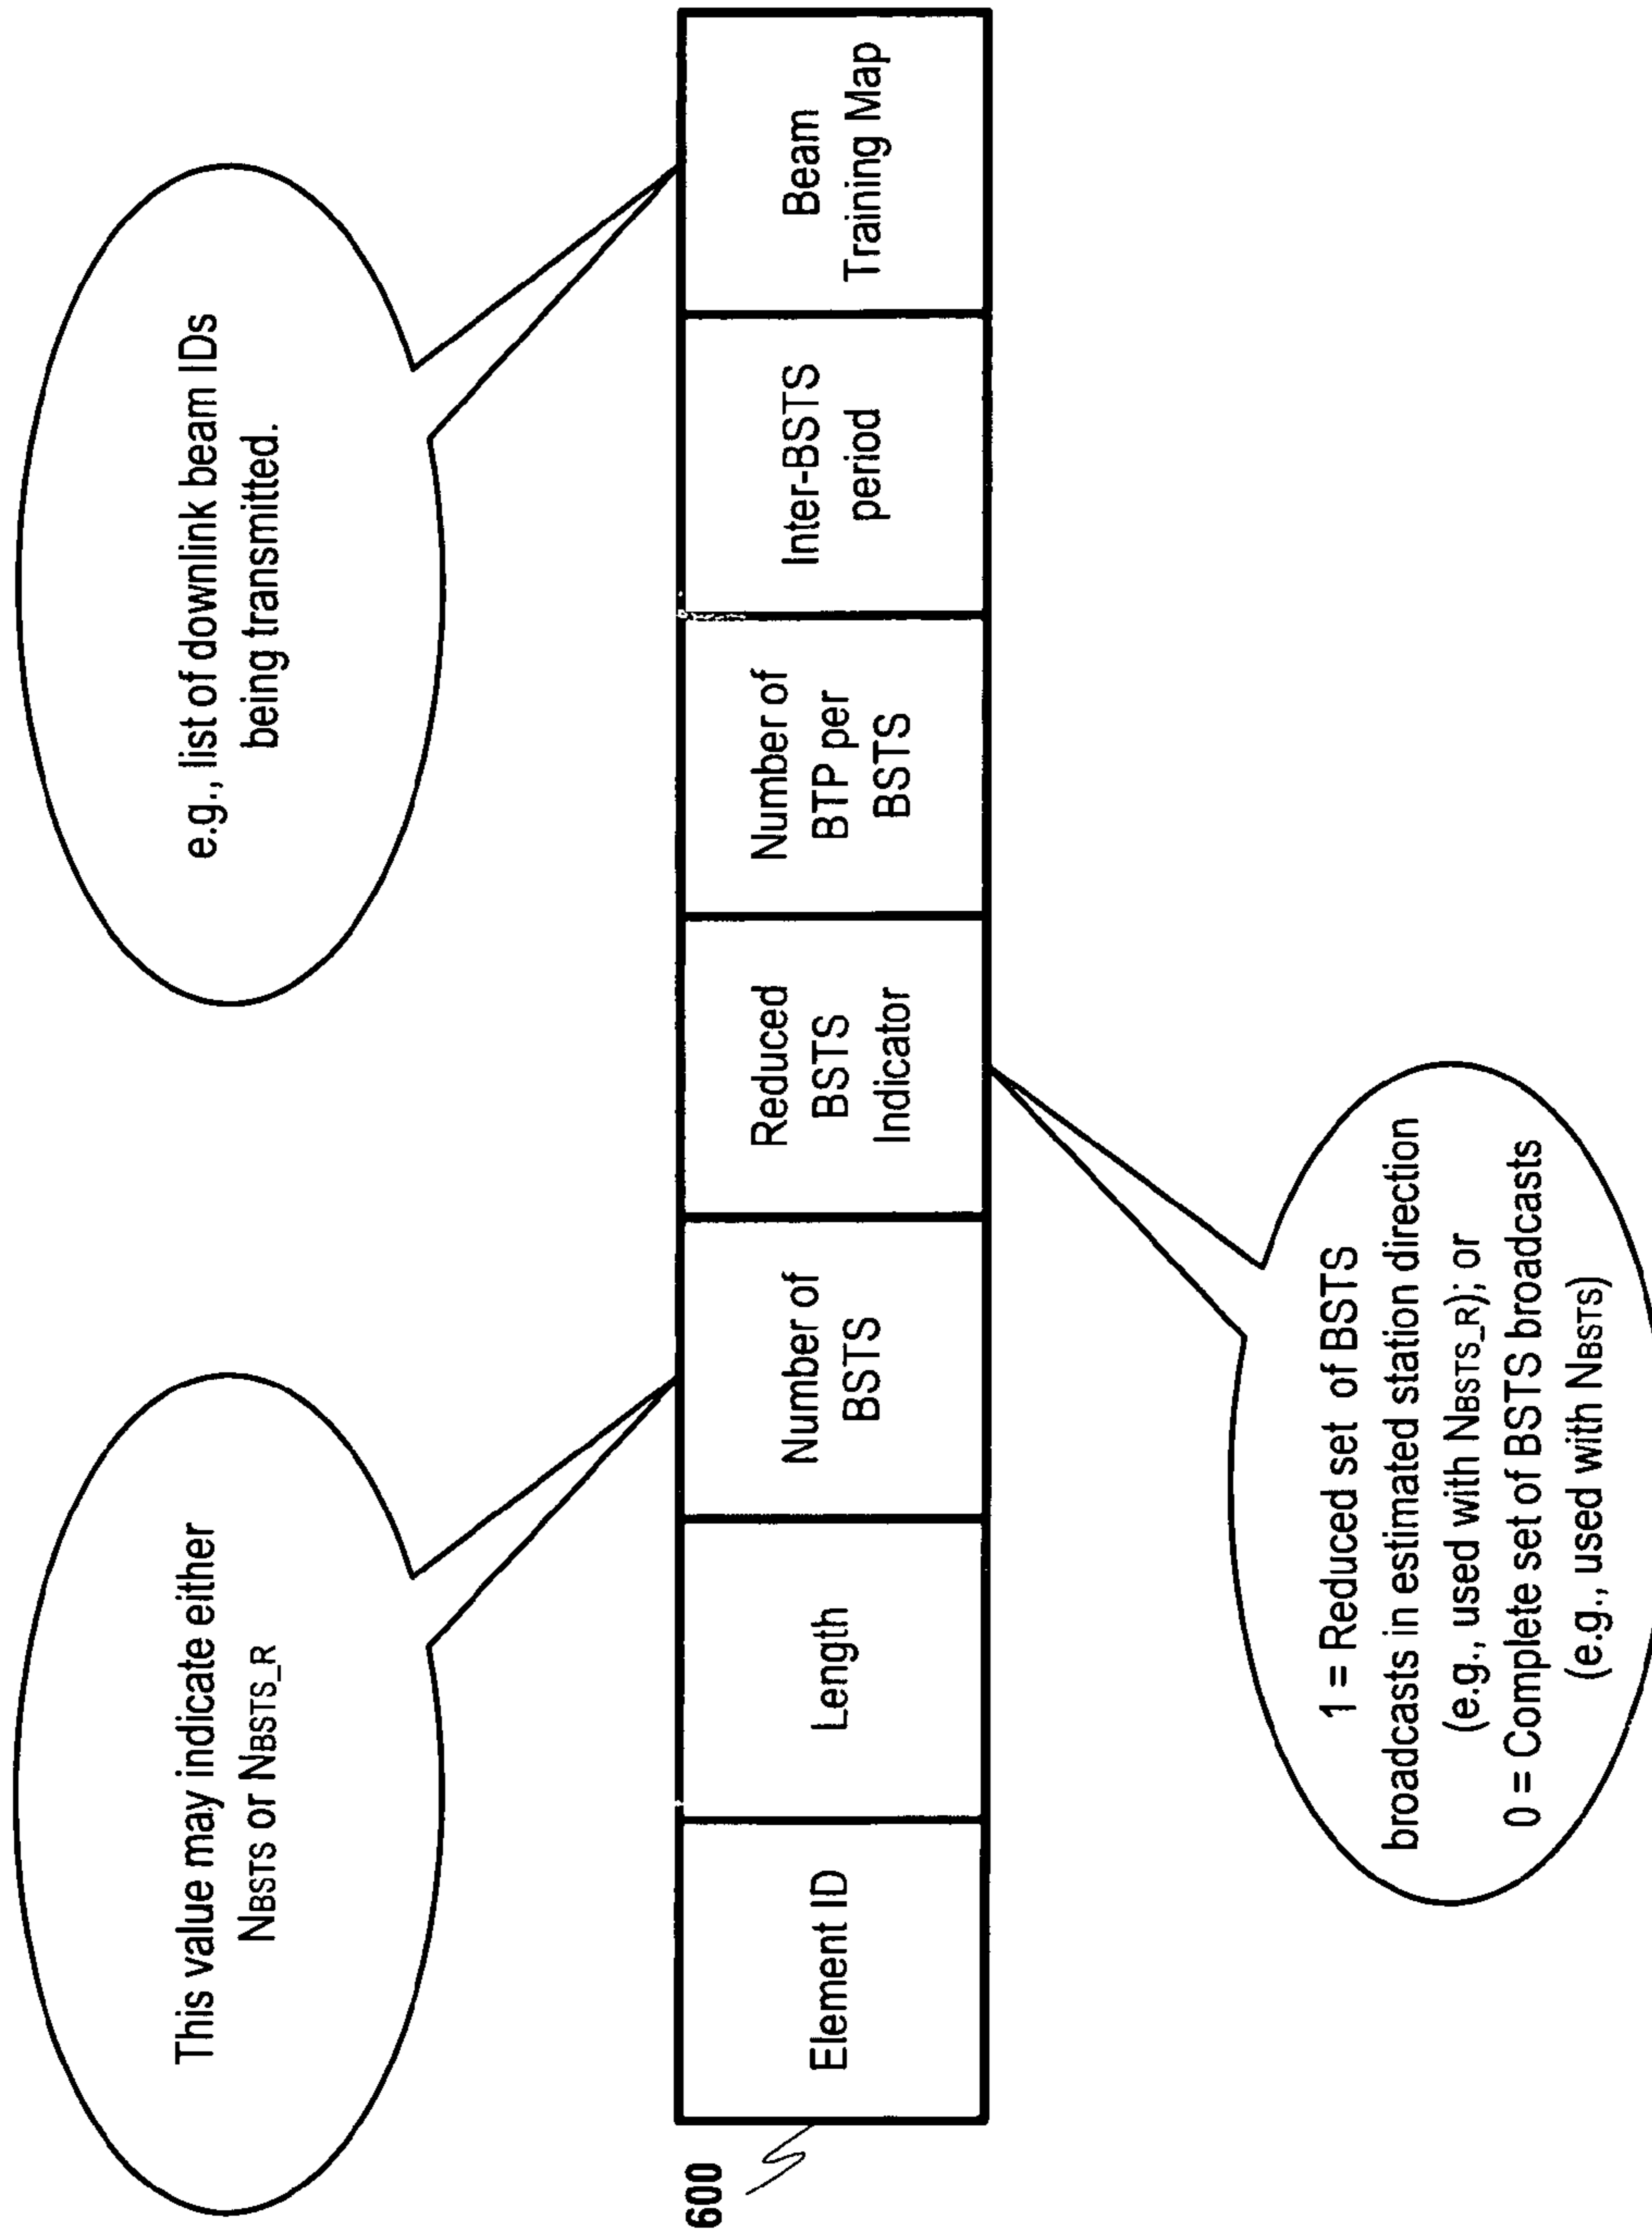 This value may indicate either
NBSTS or NBSTS_R
e.g., list of downlink beam IDs
being transmitted.
600
Element ID
Length
Number of
BSTS
Reduced
BSTS
Indicator
Number of
BTP per
BSTS
Inter-BSTS
period
Beam
Training Map
1 = Reduced set of BSTS
broadcasts in estimated station direction
(e.g., used with NBSTS_R); or
0 = Complete set of BSTS broadcasts
(e.g., used with NBSTS)